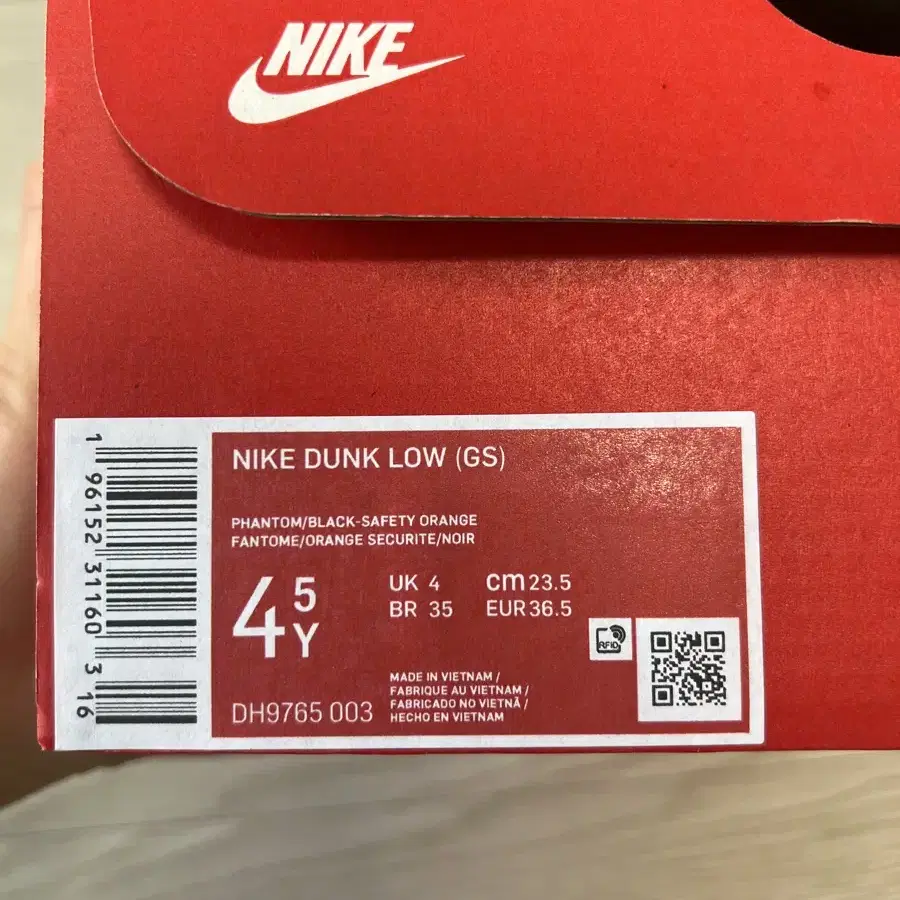 NIKE
NIKE DUNK LOW (GS)
PHANTOM/BLACK-SAFETY ORANGE
FANTOME/ORANGE SECURITE/NOIR
4 5 Y
UK 4 cm 23.5
BR 35 EUR 36.5
RFID
MADE IN VIETNAM /
FABRIQUE AU VIETNAM /
FABRICADO NO VIETNÃ /
HECHO EN VIETNAM
DH9765 003
1 96152 31160 3 16